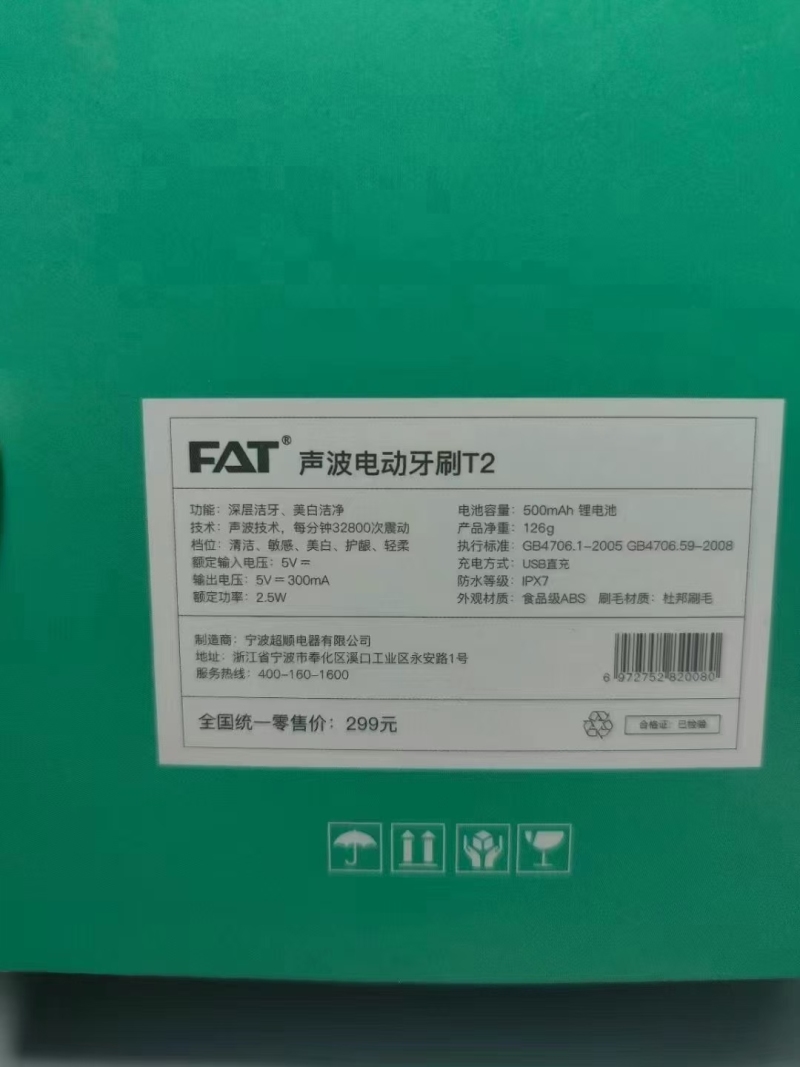 FAT® 声波电动牙刷T2
功能：深层洁牙、美白洁净
技术：声波技术，每分钟32800次震动
档位：清洁、敏感、美白、护龈、轻柔
额定输入电压：5V＝
输出电压：5V＝300mA
额定功率：2.5W
电池容量：500mAh 锂电池
产品净重：126g
执行标准：GB4706.1-2005 GB4706.59-2008
充电方式：USB直充
防水等级：IPX7
外观材质：食品级ABS 刷毛材质：杜邦刷毛
制造商：宁波超顺电器有限公司
地址：浙江省宁波市奉化区溪口工业区永安路1号
服务热线：400-160-1600
6 972752 820080
全国统一零售价：299元
合格证：已检验